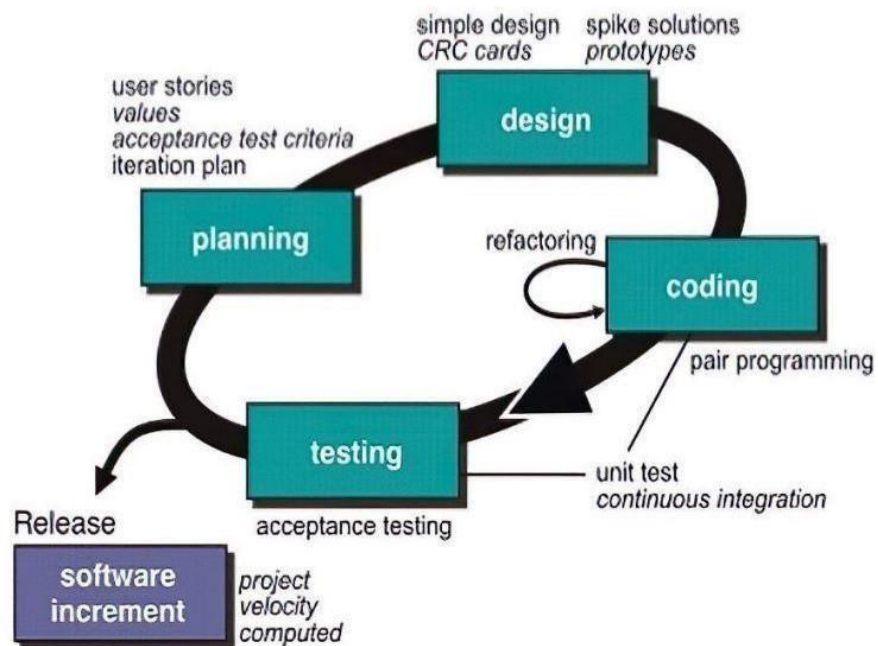 simple design
CRC cards
spike solutions
prototypes
design
user stories
values
acceptance test criteria
iteration plan
planning
refactoring
coding
pair programming
testing
unit test
continuous integration
acceptance testing
Release
software
increment
project
velocity
computed